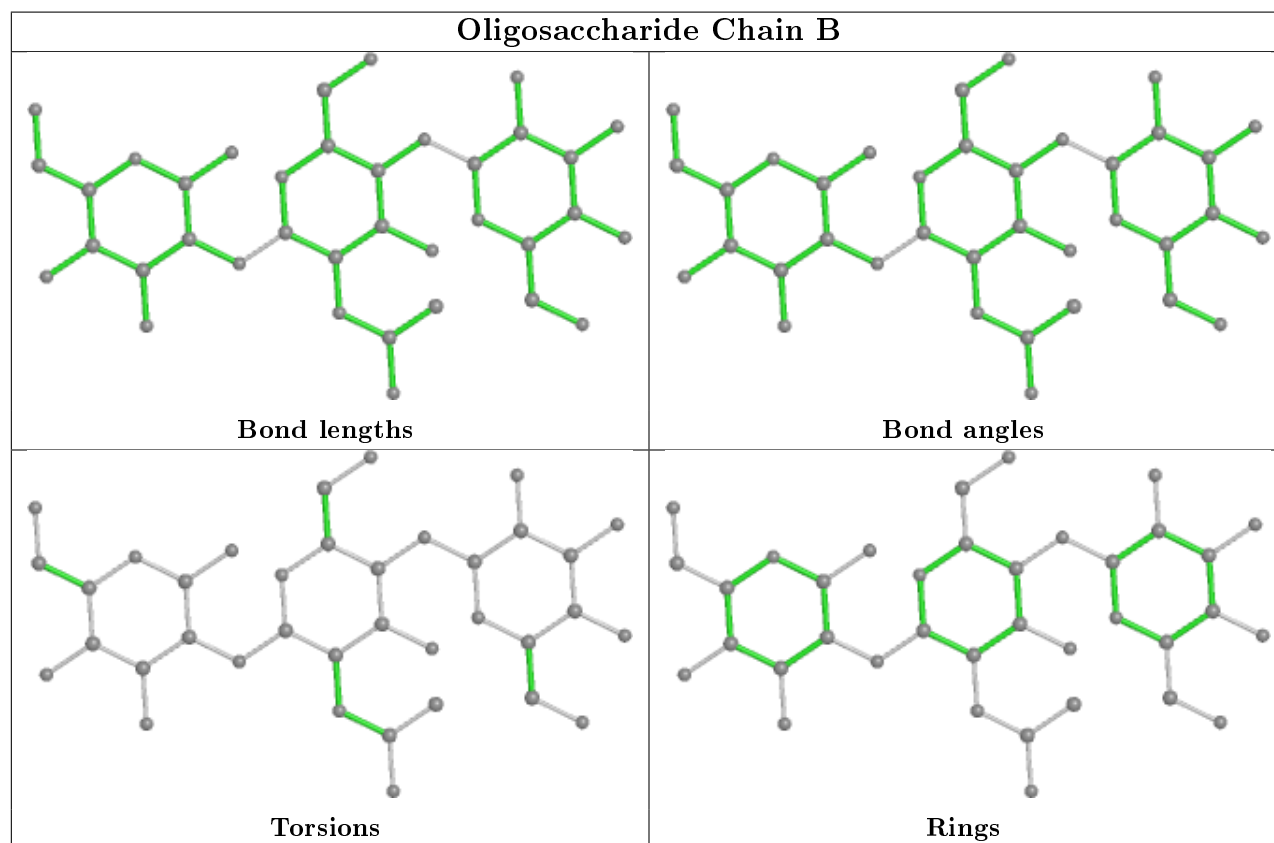 Oligosaccharide Chain B
Bond lengths
Bond angles
Torsions
Rings